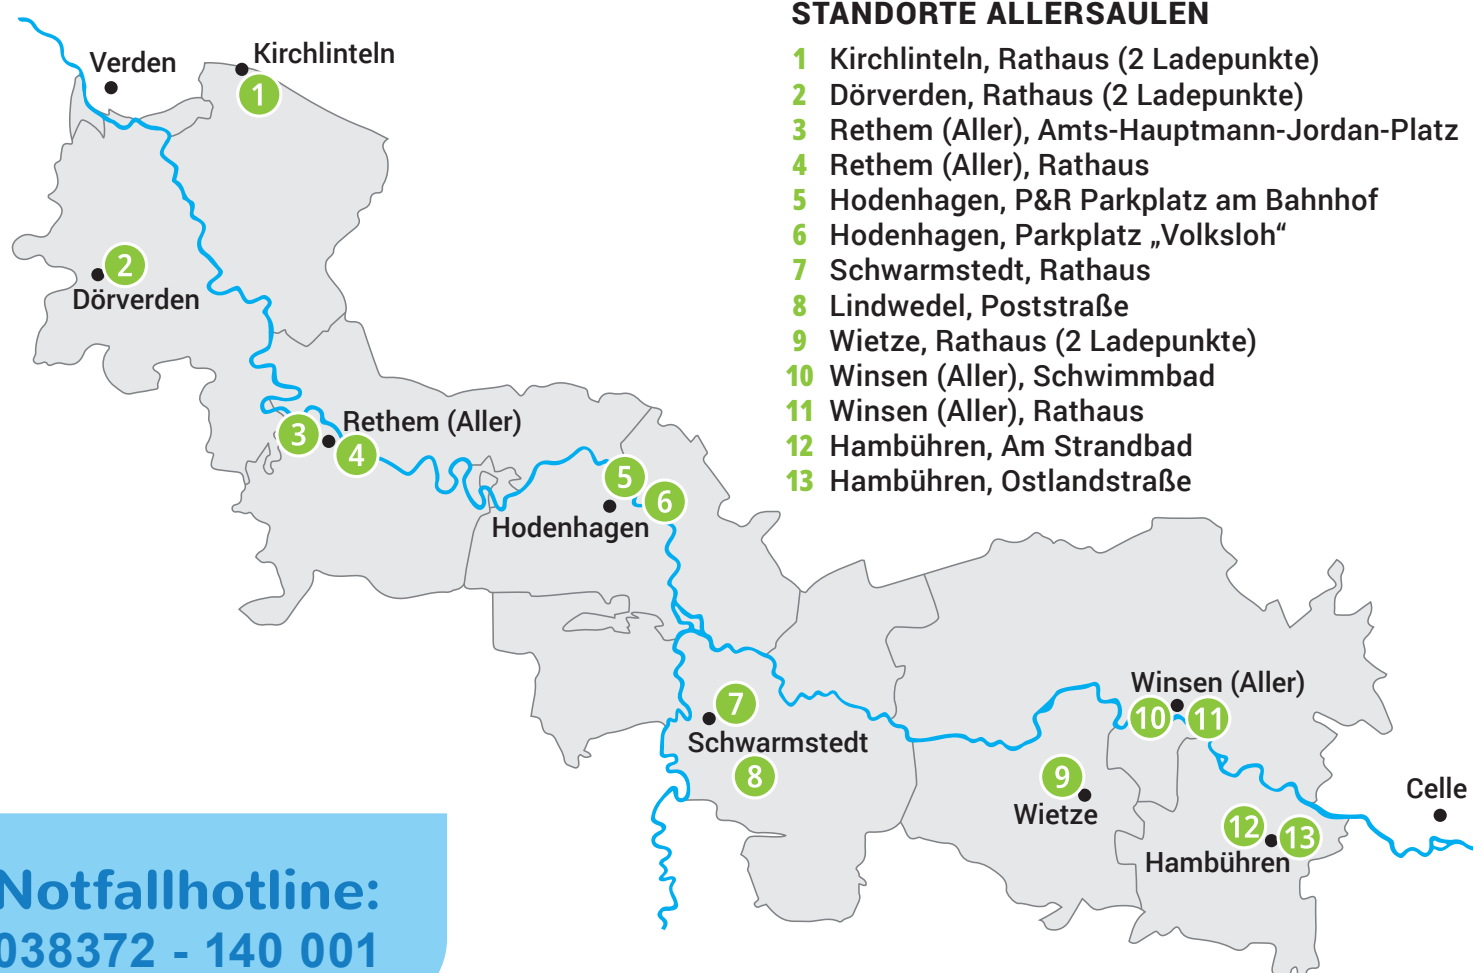 STANDORTE ALLERSÄULEN
1 Kirchlinteln, Rathaus (2 Ladepunkte)
2 Dörverden, Rathaus (2 Ladepunkte)
3 Rethem (Aller), Amts-Hauptmann-Jordan-Platz
4 Rethem (Aller), Rathaus
5 Hodenhagen, P&R Parkplatz am Bahnhof
6 Hodenhagen, Parkplatz „Volksloh“
7 Schwarmstedt, Rathaus
8 Lindwedel, Poststraße
9 Wietze, Rathaus (2 Ladepunkte)
10 Winsen (Aller), Schwimmbad
11 Winsen (Aller), Rathaus
12 Hambühren, Am Strandbad
13 Hambühren, Ostlandstraße
Verden
Kirchlinteln
1
2
Dörverden
Rethem (Aller)
3
4
5
6
Hodenhagen
7
Schwarmstedt
8
Winsen (Aller)
10
11
9
Wietze
Celle
12
13
Hambühren
Notfallhotline:
038372 - 140 001